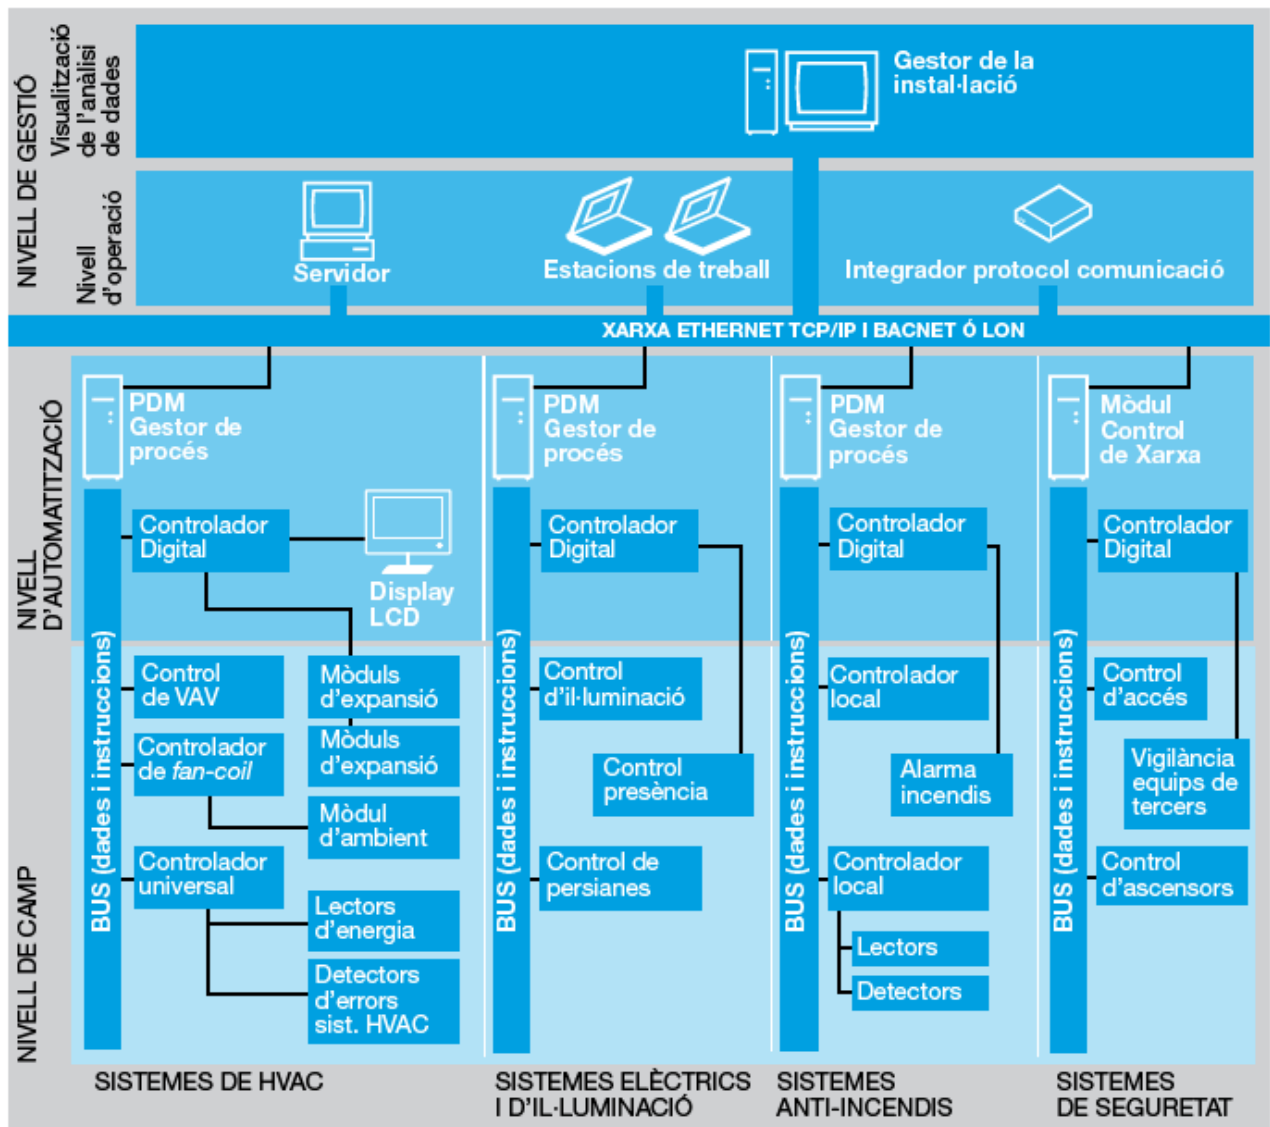 NIVELL DE GESTIÓ
Visualització
de l'anàlisi
de dades
Gestor de la
instal·lació
Nivell
d'operació
Servidor
Estacions de treball
Integrador protocol comunicació
XARXA ETHERNET TCP/IP I BACNET Ó LON
NIVELL
D'AUTOMATITZACIÓ
PDM
Gestor de
procés
Controlador
Digital
Display
LCD
PDM
Gestor de
procés
Controlador
Digital
PDM
Gestor de
procés
Controlador
Digital
Mòdul
Control
de Xarxa
Controlador
Digital
NIVELL DE CAMP
BUS (dades i instruccions)
Control
de VAV
Mòduls
d'expansió
Controlador
de fan-coil
Mòduls
d'expansió
Mòdul
d'ambient
Controlador
universal
Lectors
d'energia
Detectors
d'errors
sist. HVAC
BUS (dades i instruccions)
Control
d'il·luminació
Control
presència
Control de
persianes
BUS (dades i instruccions)
Controlador
local
Alarma
incendis
Controlador
local
Lectors
Detectors
BUS (dades i instruccions)
Control
d'accés
Vigilància
equips de
tercers
Control
d'ascensors
SISTEMES DE HVAC
SISTEMES ELÈCTRICS
I D'IL·LUMINACIÓ
SISTEMES
ANTI-INCENDIS
SISTEMES
DE SEGURETAT